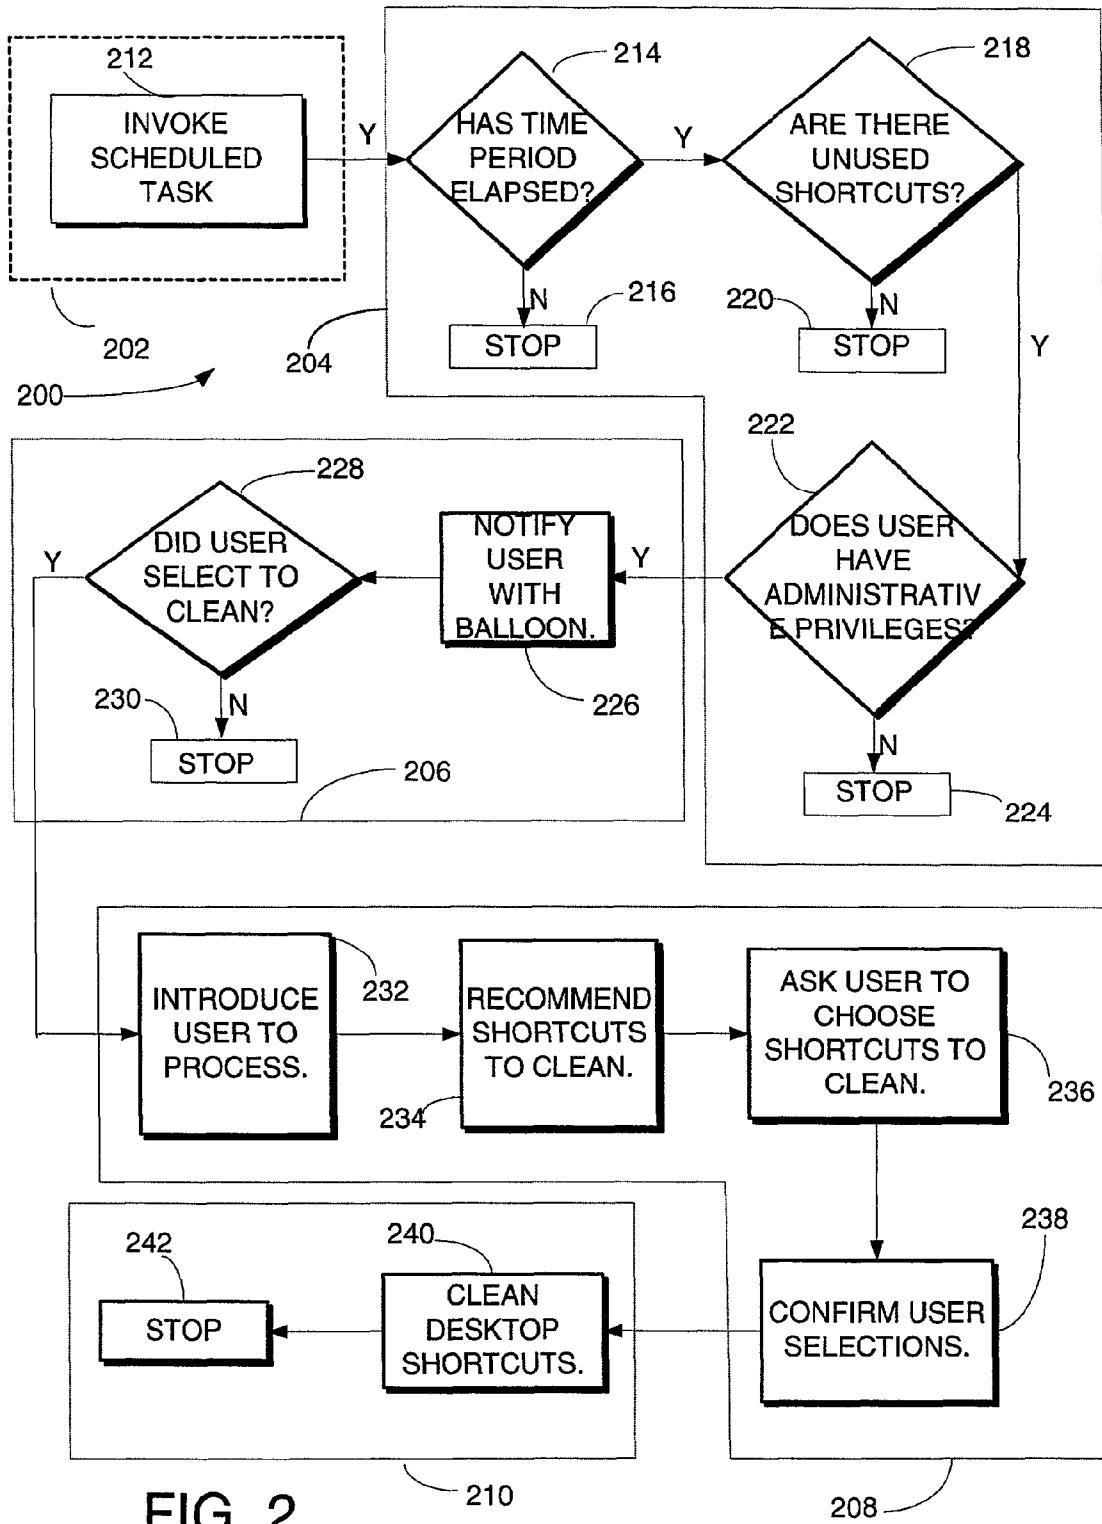 212
INVOKE
SCHEDULED
TASK
202
200
Y
204
214
HAS TIME
PERIOD
ELAPSED?
Y
N
216
STOP
218
ARE THERE
UNUSED
SHORTCUTS?
N
220
STOP
Y
222
DOES USER
HAVE
ADMINISTRATIV
E PRIVILEGES?
N
STOP
224
Y
NOTIFY
USER
WITH
BALLOON.
226
228
DID USER
SELECT TO
CLEAN?
Y
N
230
STOP
206
232
INTRODUCE
USER TO
PROCESS.
RECOMMEND
SHORTCUTS
TO CLEAN.
234
ASK USER TO
CHOOSE
SHORTCUTS TO
CLEAN.
236
238
CONFIRM USER
SELECTIONS.
240
CLEAN
DESKTOP
SHORTCUTS.
242
STOP
210
208
FIG. 2